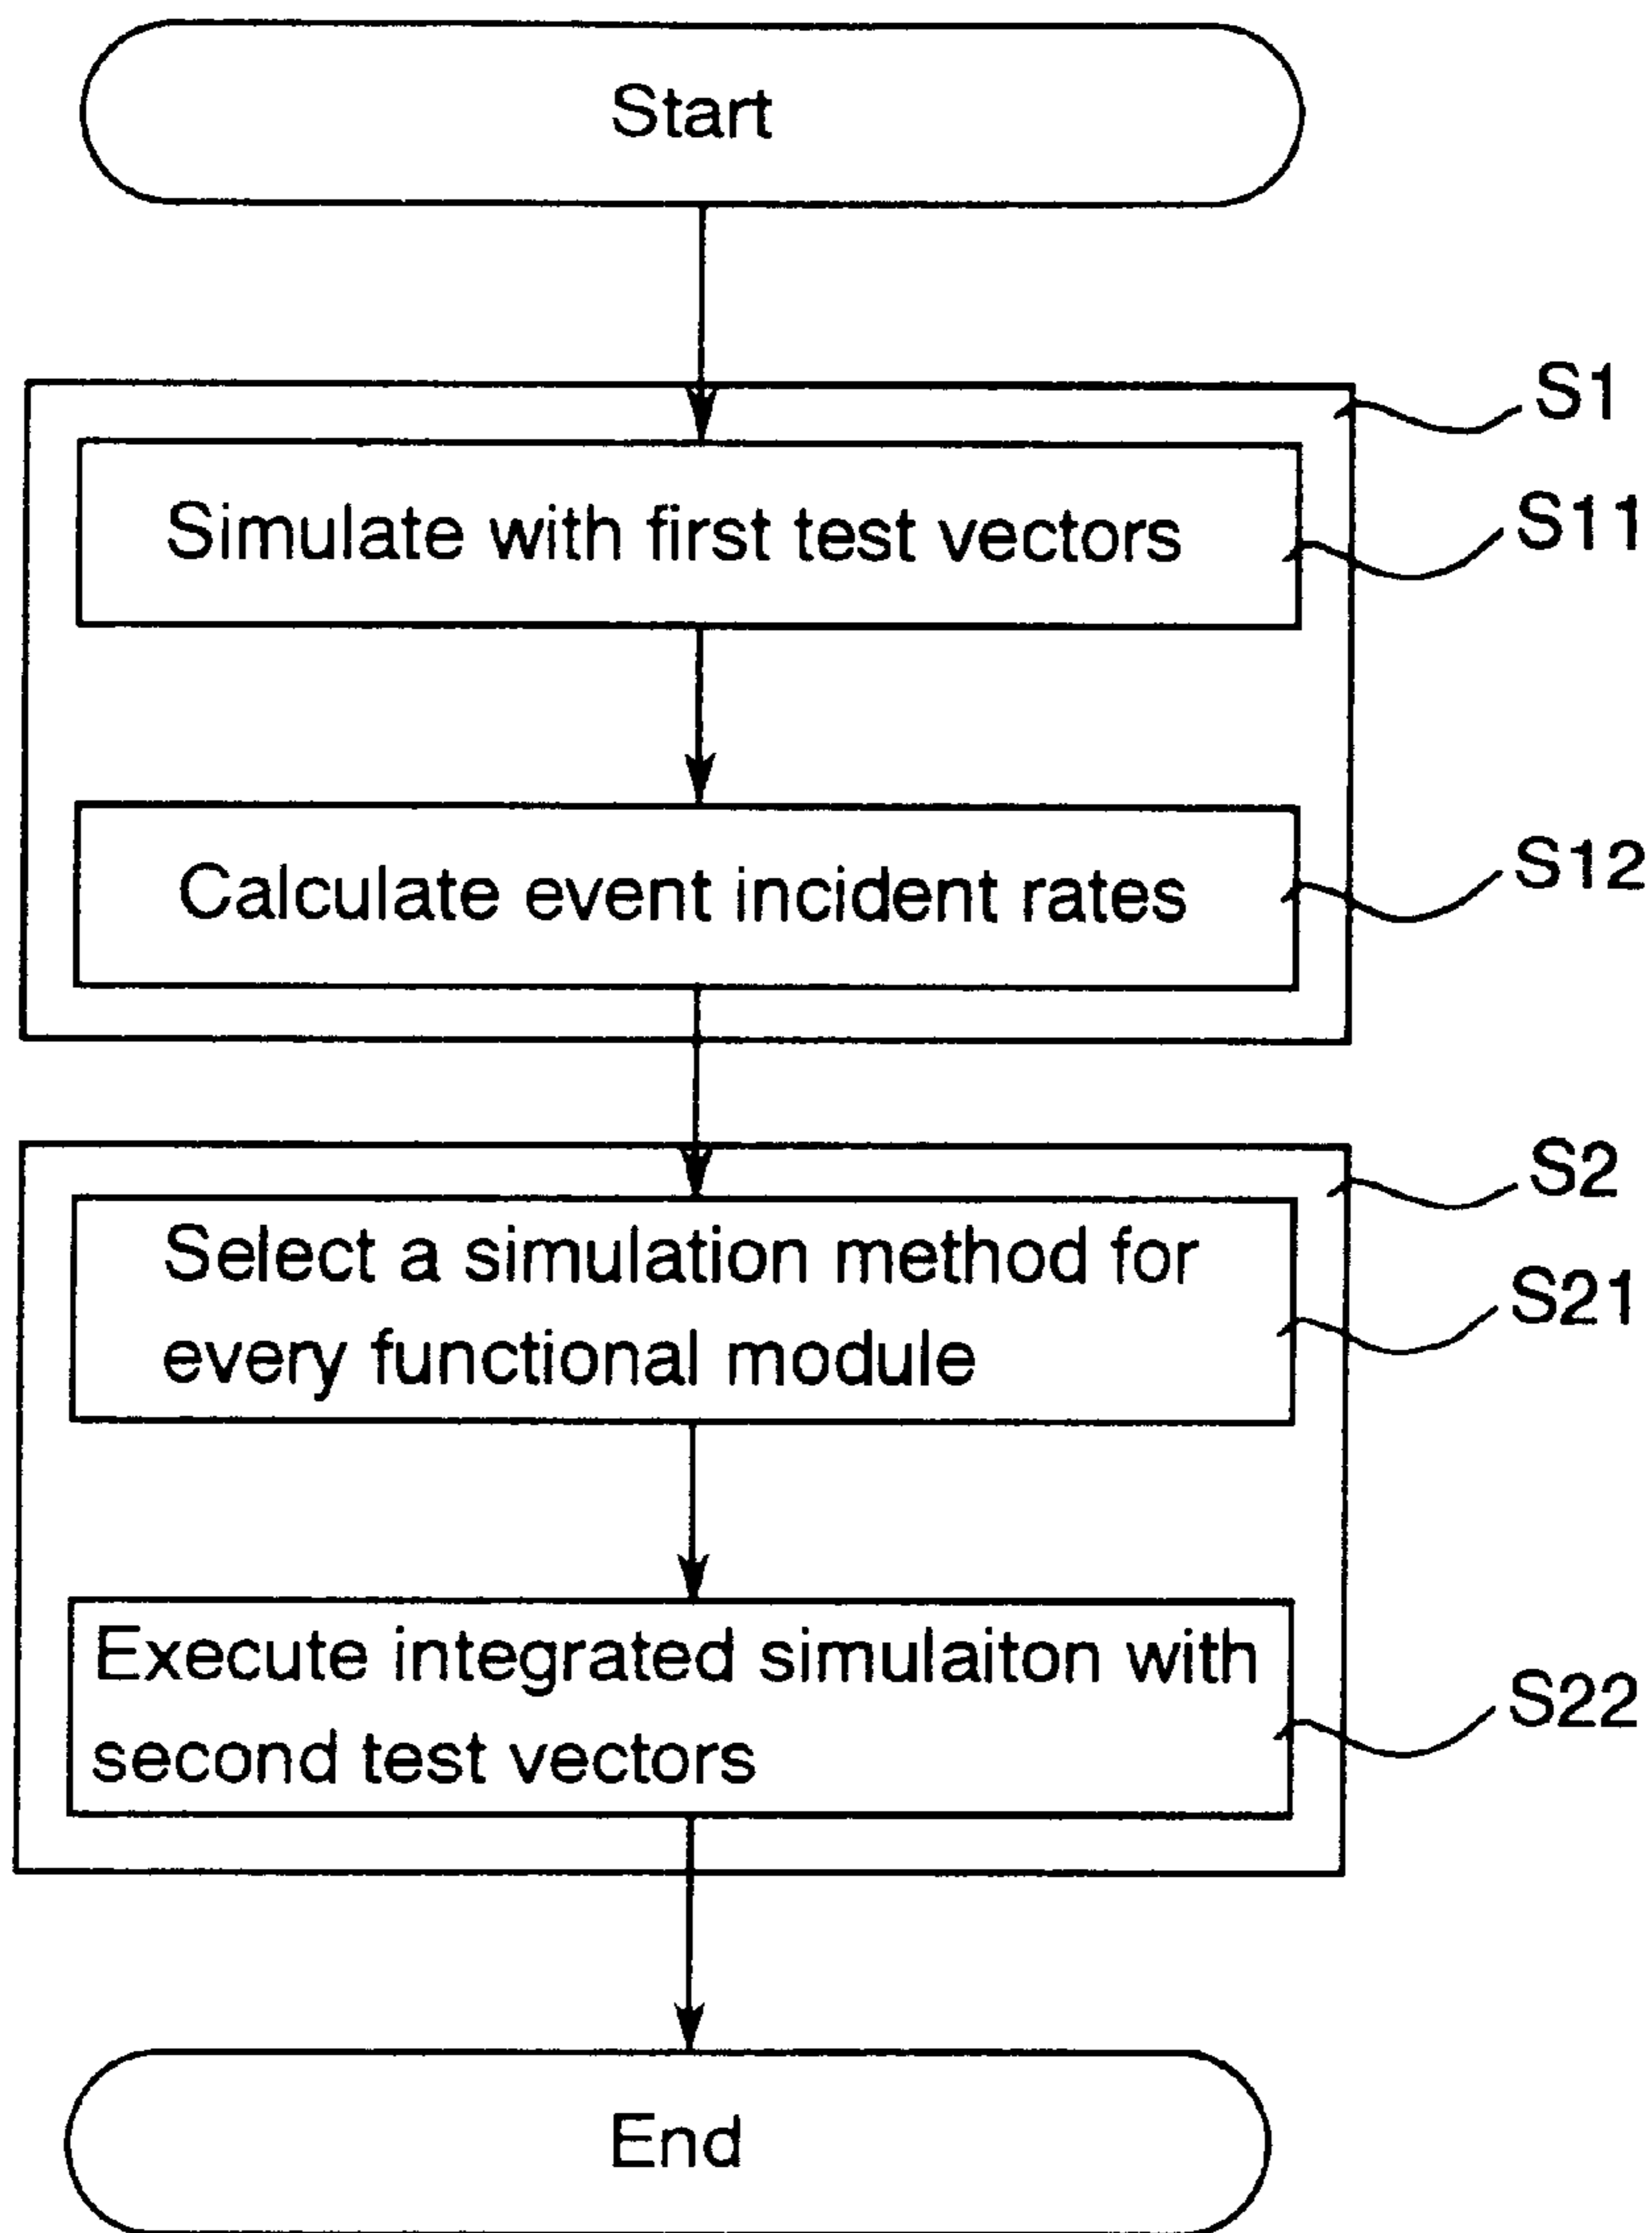 Start
S1
Simulate with first test vectors
S11
Calculate event incident rates
S12
S2
Select a simulation method for
every functional module
S21
Execute integrated simulaiton with
second test vectors
S22
End